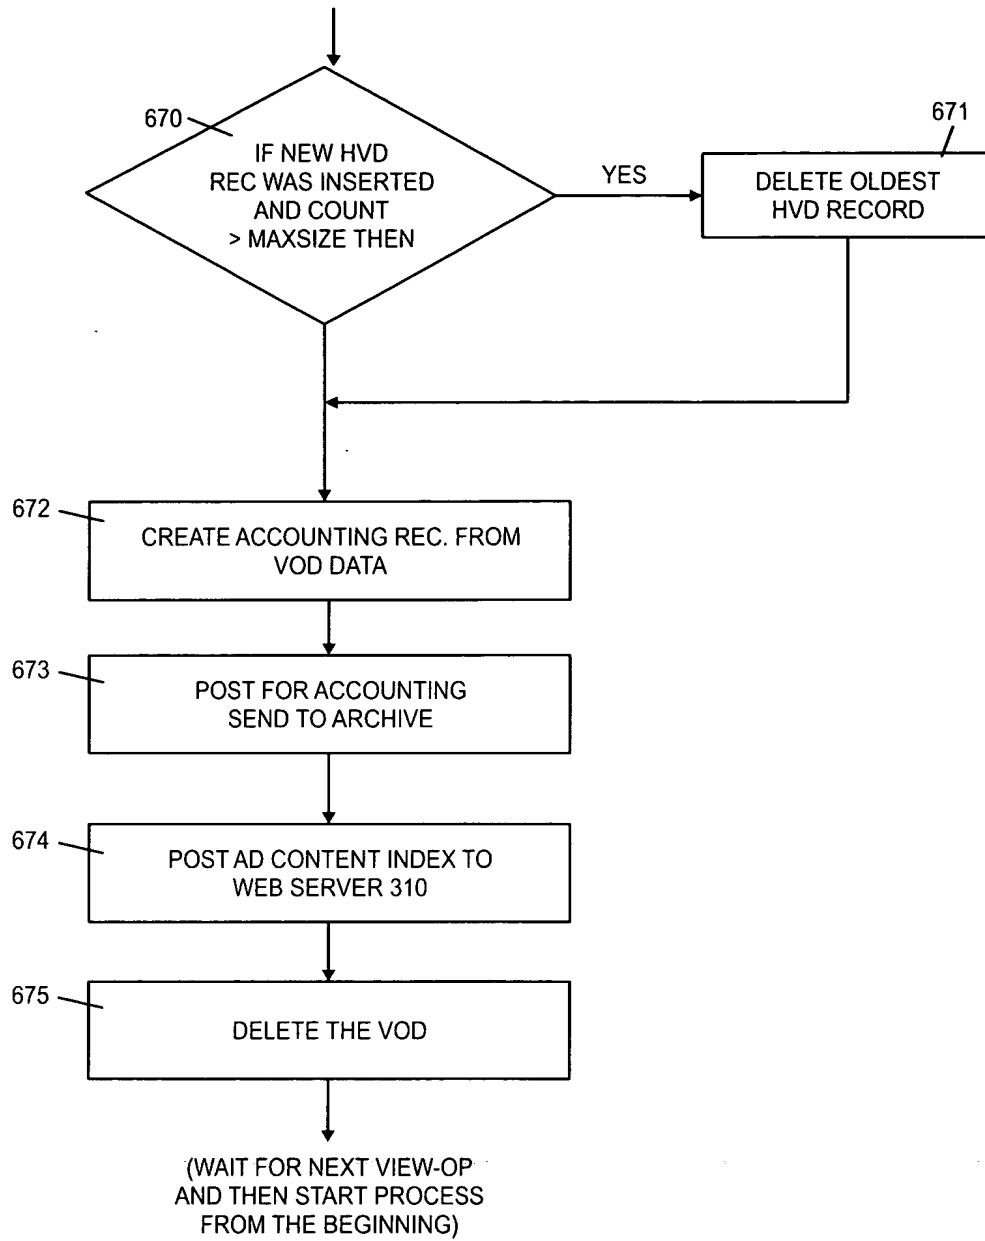 670
IF NEW HVD
REC WAS INSERTED
AND COUNT
> MAXSIZE THEN
YES
671
DELETE OLDEST
HVD RECORD
672
CREATE ACCOUNTING REC. FROM
VOD DATA
673
POST FOR ACCOUNTING
SEND TO ARCHIVE
674
POST AD CONTENT INDEX TO
WEB SERVER 310
675
DELETE THE VOD
(WAIT FOR NEXT VIEW-OP
AND THEN START PROCESS
FROM THE BEGINNING)